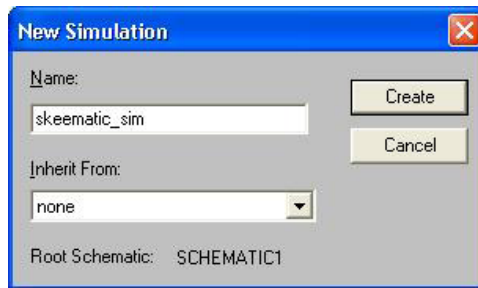 New Simulation
Name:
skeematic_sim
Create
Cancel
Inherit From:
none
Root Schematic: SCHEMATIC1